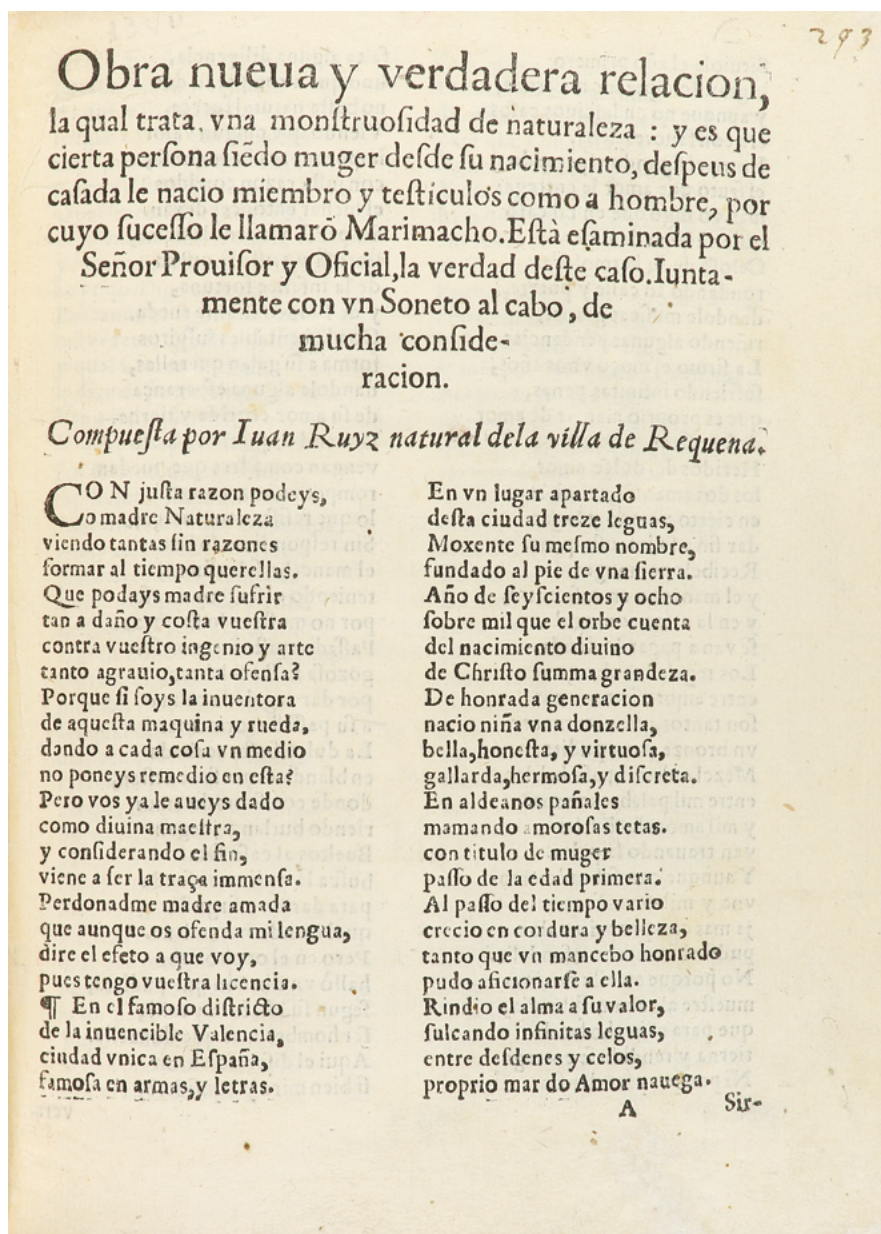 293
Obra nueua y verdadera relacion,
la qual trata, vna monſtruoſidad de naturaleza : y es que
cierta perſona ſiẽdo muger deſde ſu nacimiento, deſpeus de
caſada le nacio miembro y teſticulos como a hombre, por
cuyo ſuceſſo le llamarõ Marimacho. Eſtà eſaminada por el
Señor Prouiſor y Oficial, la verdad deſte caſo. Iunta-
mente con vn Soneto al cabo, de
mucha conſide-
racion.
Compueſta por Iuan Ruyz natural dela villa de Requena.
CON juſta razon podeys,
o madre Naturaleza
viendo tantas ſin razones
formar al tiempo querellas.
Que podays madre ſufrir
tan a daño y coſta vueſtra
contra vueſtro ingenio y arte
tanto agrauio, tanta ofenſa?
Porque ſi ſoys la inuentora
de aqueſta maquina y rueda,
dando a cada coſa vn medio
no poneys remedio en eſta?
Pero vos ya le aueys dado
como diuina maeſtra,
y conſiderando el fin,
viene a ſer la traça immenſa.
Perdonadme madre amada
que aunque os ofenda mi lengua,
dire el efeto a que voy,
pues tengo vueſtra licencia.
¶ En el famoſo diſtricto
de la inuencible Valencia,
ciudad vnica en Eſpaña,
famoſa en armas, y letras.
En vn lugar apartado
deſta ciudad treze leguas,
Moxente ſu meſmo nombre,
fundado al pie de vna ſierra.
Año de ſeyſcientos y ocho
ſobre mil que el orbe cuenta
del nacimiento diuino
de Chriſto ſumma grandeza.
De honrada generacion
nacio niña vna donzella,
bella, honeſta, y virtuoſa,
gallarda, hermoſa, y diſcreta.
En aldeanos pañales
mamando amoroſas tetas.
con titulo de muger
paſſo de la edad primera.
Al paſſo del tiempo vario
crecio en cordura y belleza,
tanto que vn mancebo honrado
pudo aficionarſe a ella.
Rindio el alma a ſu valor,
ſulcando infinitas leguas,
entre deſdenes y celos,
proprio mar do Amor nauega.
A
Sir-